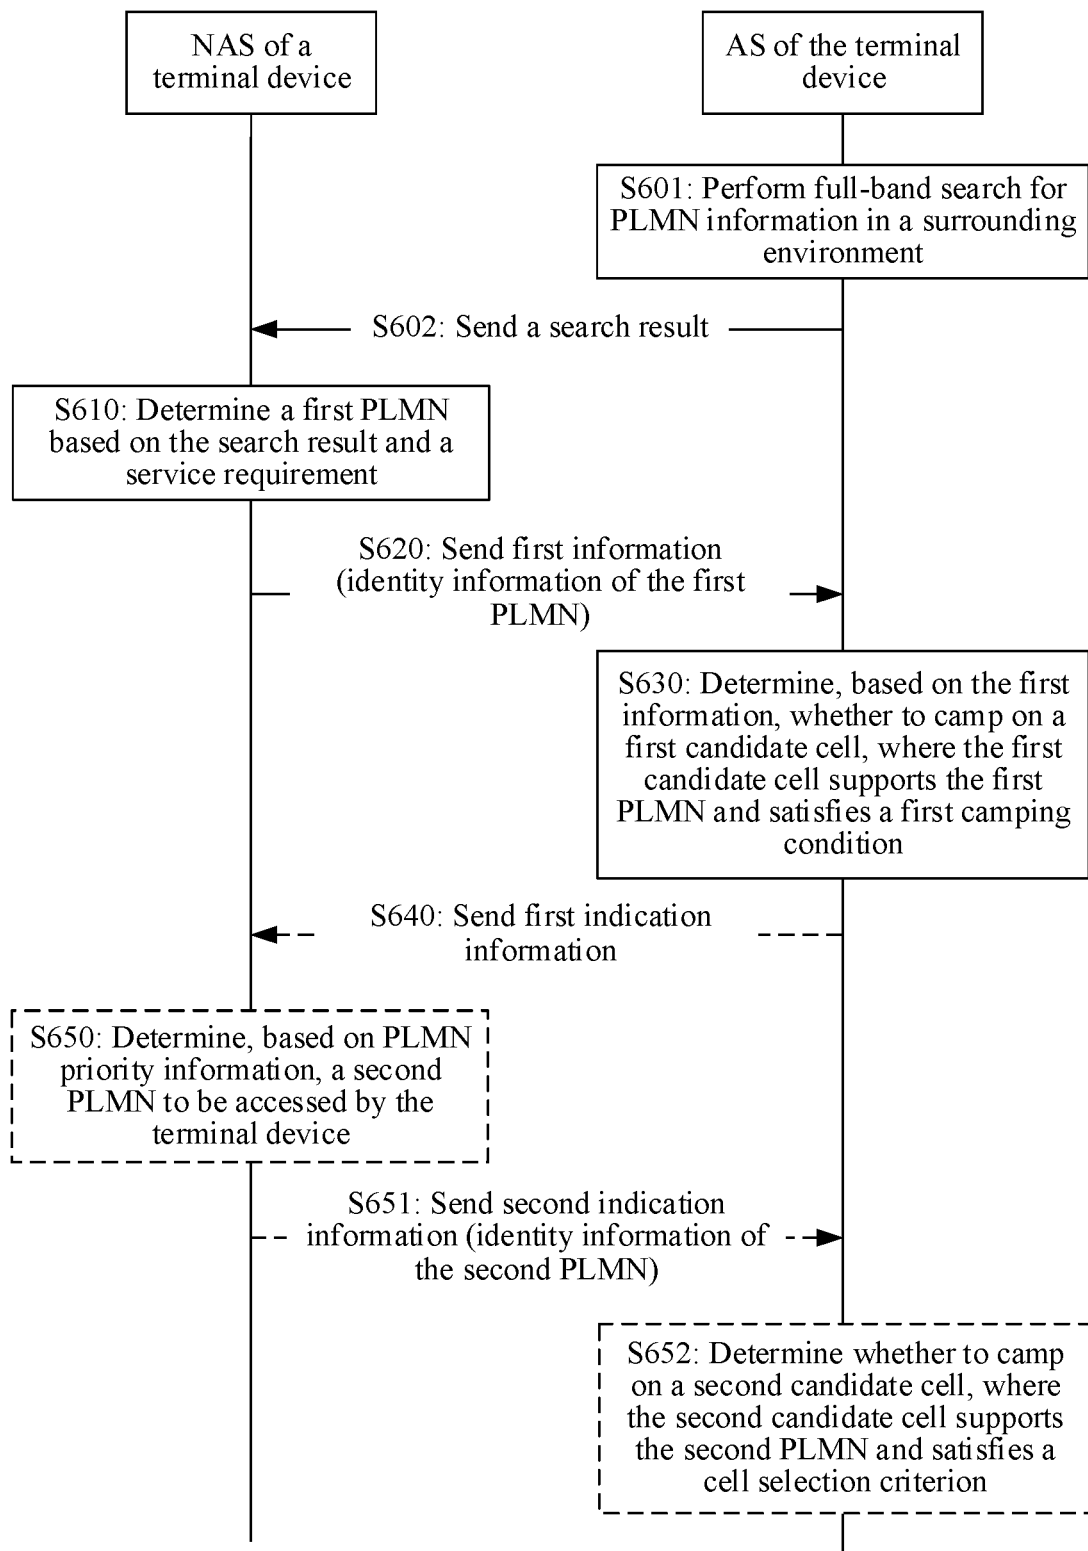 NAS of a
terminal device
AS of the terminal
device
S601: Perform full-band search for
PLMN information in a surrounding
environment
S602: Send a search result
S610: Determine a first PLMN
based on the search result and a
service requirement
S620: Send first information
(identity information of the first
PLMN)
S630: Determine, based on the first
information, whether to camp on a
first candidate cell, where the first
candidate cell supports the first
PLMN and satisfies a first camping
condition
S640: Send first indication
information
S650: Determine, based on PLMN
priority information, a second
PLMN to be accessed by the
terminal device
S651: Send second indication
information (identity information of
the second PLMN)
S652: Determine whether to camp
on a second candidate cell, where
the second candidate cell supports
the second PLMN and satisfies a
cell selection criterion